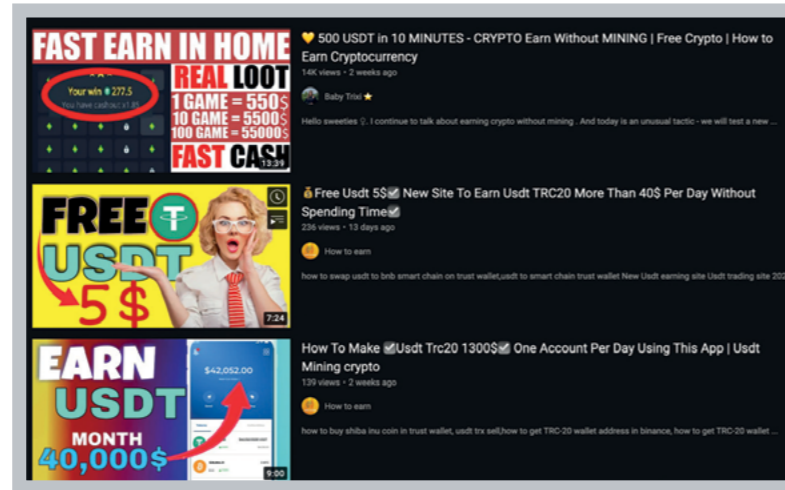 FAST EARN IN HOME
Your win 277.5
You have cashout x1.85
REAL LOOT
1 GAME = 550$
10 GAME = 5500$
100 GAME = 55000$
FAST CASH
13:39
💛 500 USDT in 10 MINUTES - CRYPTO Earn Without MINING | Free Crypto | How to
Earn Cryptocurrency
14K views • 2 weeks ago
Baby Trixi ⭐
Hello sweeties ♀. I continue to talk about earning crypto without mining . And today is an unusual tactic - we will test a new ...
FREE
USDT
5$
7:24
💰Free Usdt 5$✅ New Site To Earn Usdt TRC20 More Than 40$ Per Day Without
Spending Time✅
236 views • 13 days ago
How to earn
how to swap usdt to bnb smart chain on trust wallet,usdt to smart chain trust wallet New Usdt earning site Usdt trading site 202
EARN
USDT
MONTH
40,000$
$42,052.00
9:00
How To Make ✅Usdt Trc20 1300$✅ One Account Per Day Using This App | Usdt
Mining crypto
139 views • 2 weeks ago
How to earn
how to buy shiba inu coin in trust wallet, usdt trx sell,how to get TRC-20 wallet address in binance, how to get TRC-20 wallet ...